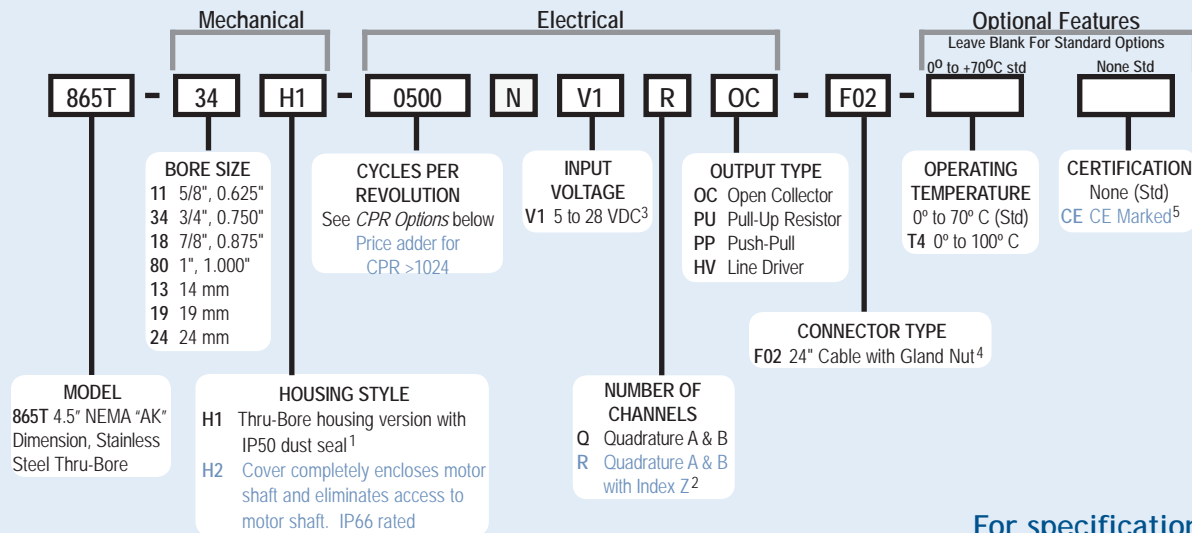 Mechanical
Electrical
Optional Features
Leave Blank For Standard Options
0º to +70ºC std
None Std
865T - 34 H1 - 0500 N V1 R OC - F02 -
BORE SIZE
11 5/8", 0.625"
34 3/4", 0.750"
18 7/8", 0.875"
80 1", 1.000"
13 14 mm
19 19 mm
24 24 mm
CYCLES PER
REVOLUTION
See CPR Options below
Price adder for
CPR >1024
INPUT
VOLTAGE
V1 5 to 28 VDC3
OUTPUT TYPE
OC Open Collector
PU Pull-Up Resistor
PP Push-Pull
HV Line Driver
OPERATING
TEMPERATURE
0º to 70º C (Std)
T4 0º to 100º C
CERTIFICATION
None (Std)
CE CE Marked5
CONNECTOR TYPE
F02 24" Cable with Gland Nut4
MODEL
865T 4.5" NEMA “AK”
Dimension, Stainless
Steel Thru-Bore
HOUSING STYLE
H1 Thru-Bore housing version with
IP50 dust seal1
H2 Cover completely encloses motor
shaft and eliminates access to
motor shaft. IP66 rated
NUMBER OF
CHANNELS
Q Quadrature A & B
R Quadrature A & B
with Index Z2
For specification